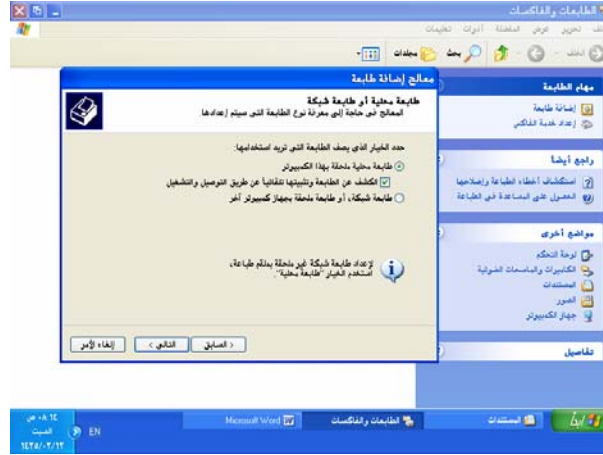 الطابعات والفاكسات
ملف تحرير عرض المفضلة أدوات تعليمات
الخلف بحث مجلدات
مهام الطابعة
إضافة طابعة
إعداد خدمة الفاكس
راجع أيضا
استكشاف أخطاء الطباعة وإصلاحها
الحصول على المساعدة في الطباعة
مواضع أخرى
لوحة التحكم
الكاميرات والماسحات الضوئية
المستندات
الصور
جهاز الكمبيوتر
تفاصيل
معالج إضافة طابعة
طابعة محلية أو طابعة شبكة
المعالج في حاجة إلى معرفة نوع الطابعة التي سيتم إعدادها.
حدد الخيار الذي يصف الطابعة التي تريد استخدامها:
طابعة محلية ملحقة بهذا الكمبيوتر
الكشف عن الطابعة وتثبيتها تلقائياً عن طريق التوصيل والتشغيل
طابعة شبكة، أو طابعة ملحقة بجهاز كمبيوتر آخر
لإعداد طابعة شبكة غير ملحقة بملقم طباعة،
استخدم الخيار "طابعة محلية".
< السابق التالي > إلغاء الأمر
ابدأ المستندات الطابعات والفاكسات Microsoft Word EN
السبت